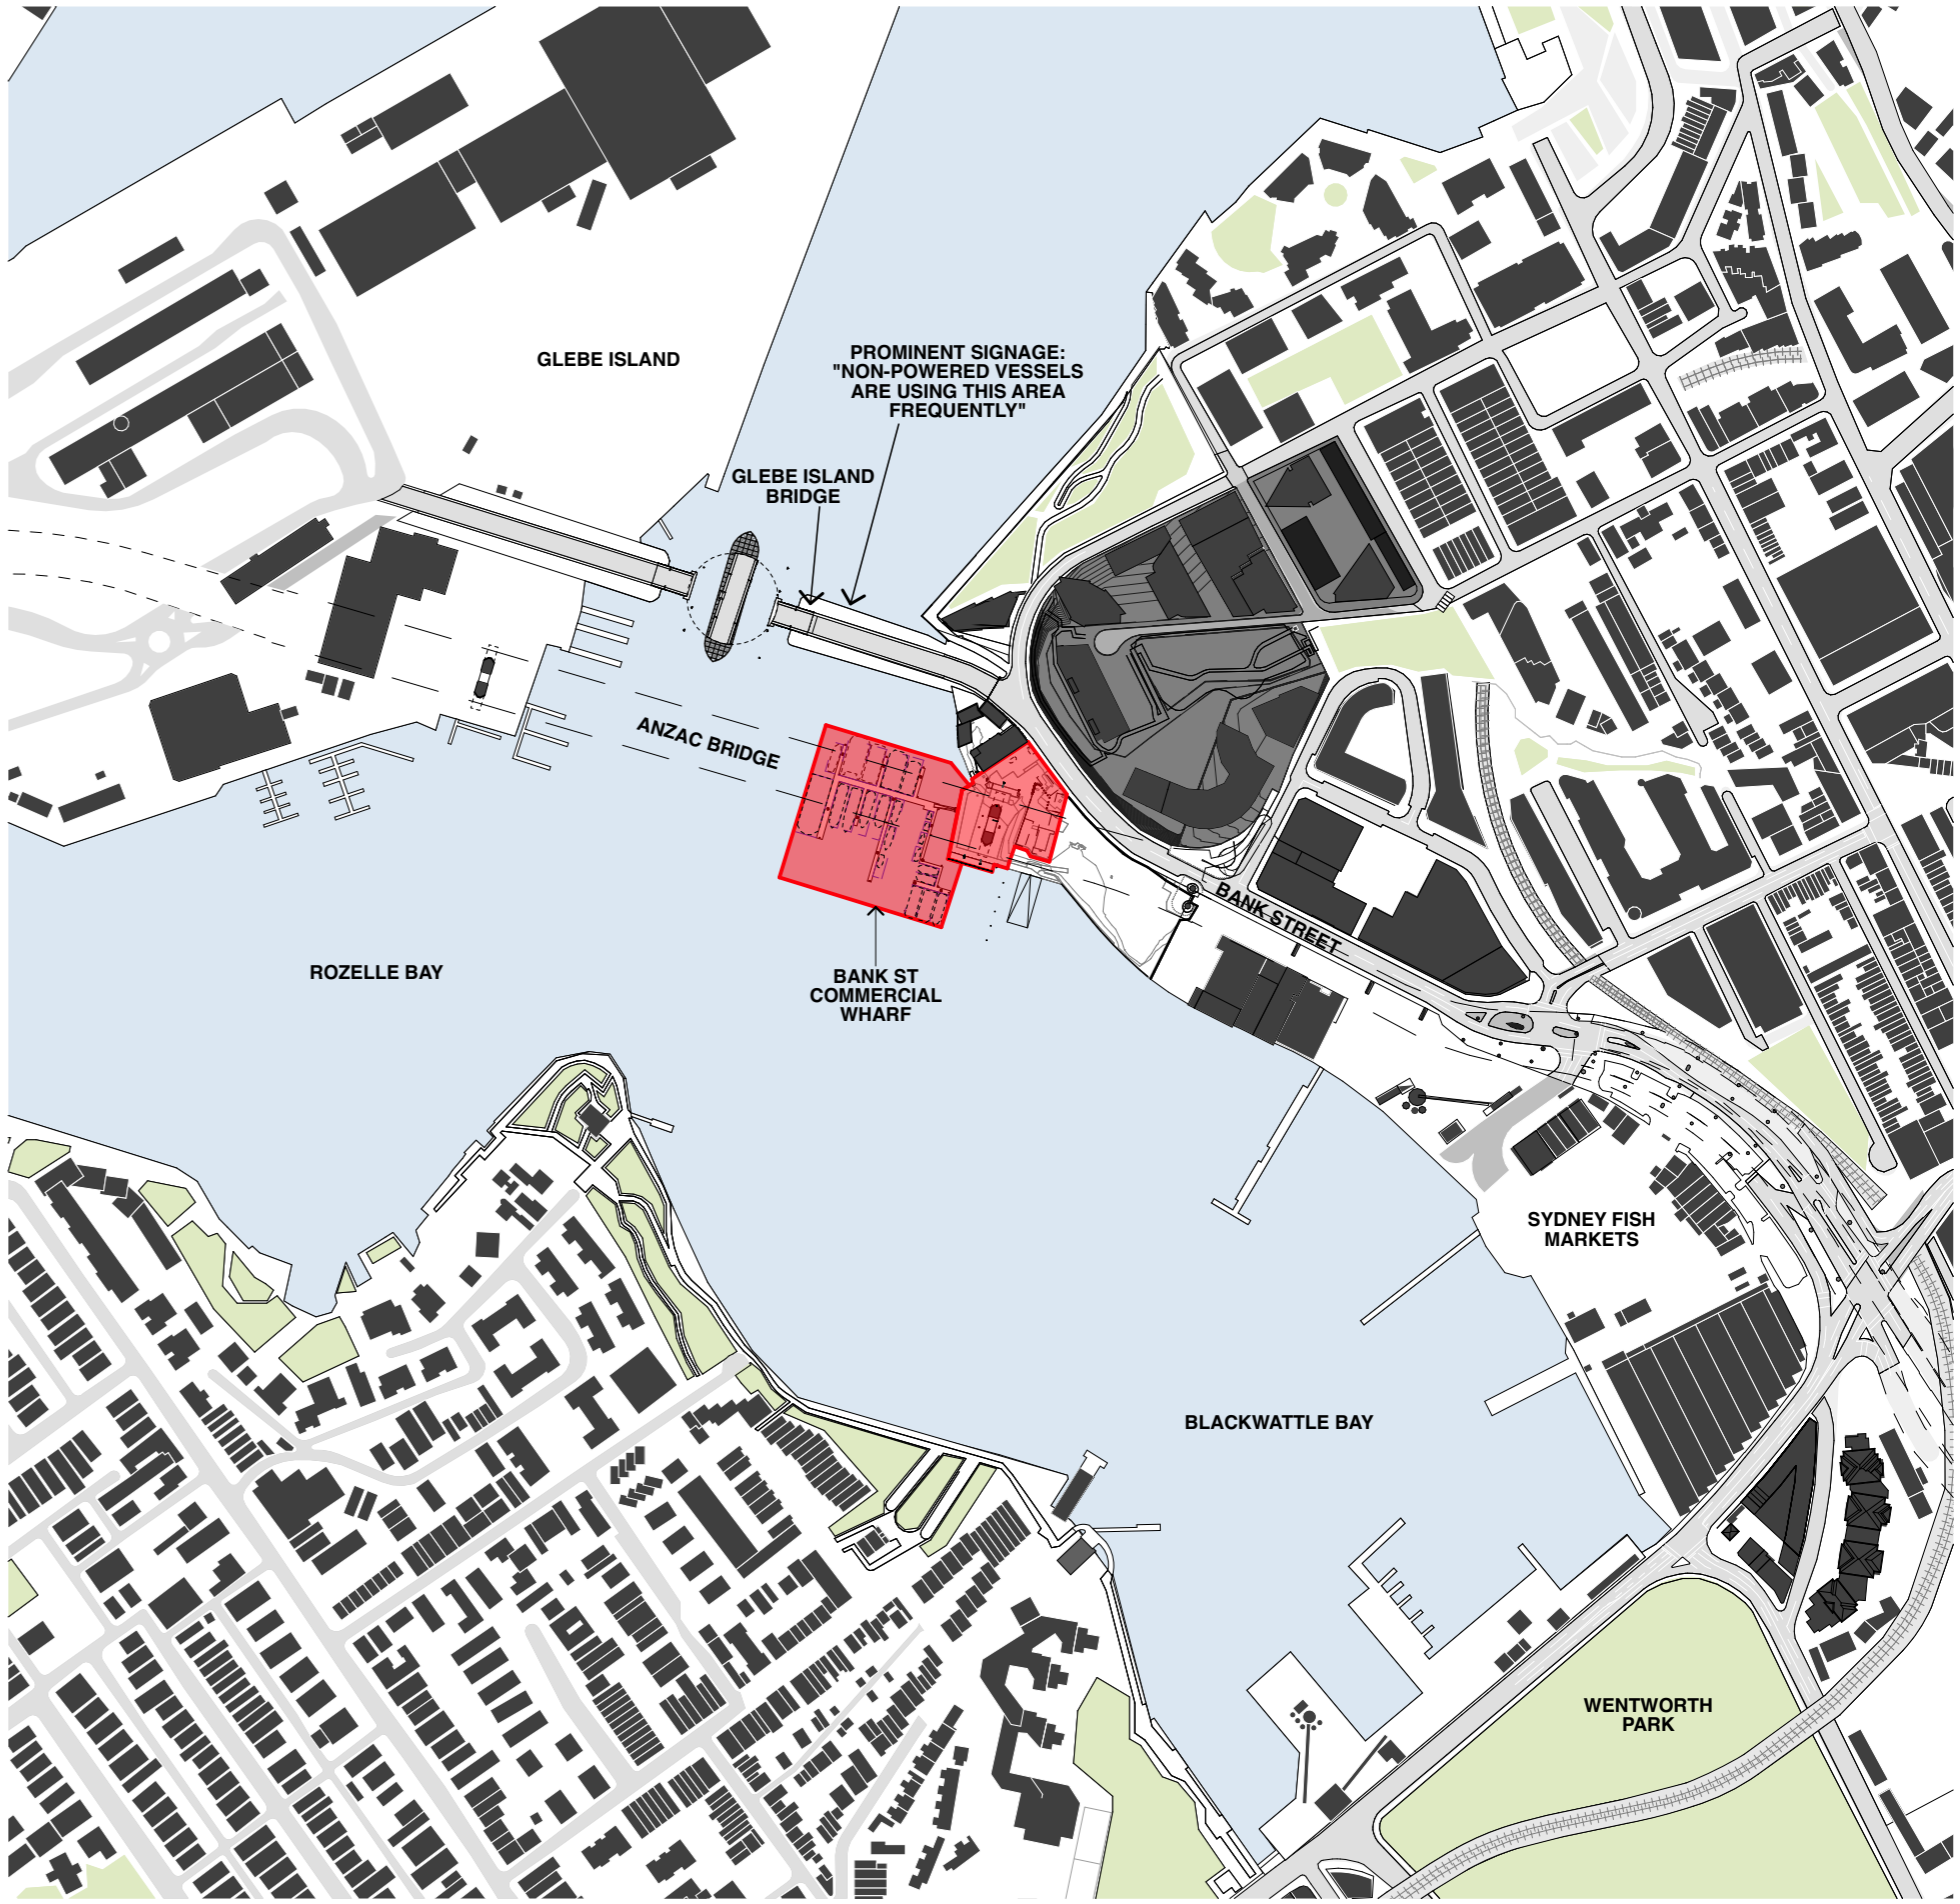 GLEBE ISLAND
PROMINENT SIGNAGE:
"NON-POWERED VESSELS
ARE USING THIS AREA
FREQUENTLY"
GLEBE ISLAND
BRIDGE
ANZAC BRIDGE
BANK STREET
ROZELLE BAY
BANK ST
COMMERCIAL
WHARF
SYDNEY FISH
MARKETS
BLACKWATTLE BAY
WENTWORTH
PARK